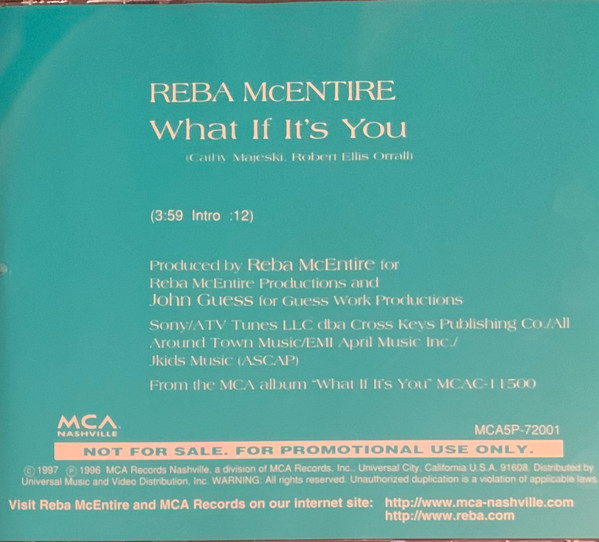 REBA McENTIRE
What If It's You
(Cathy Majeski, Robert Ellis Orrall)
(3:59 Intro :12)
Produced by Reba McEntire for
Reba McEntire Productions and
John Guess for Guess Work Productions
Sony/ATV Tunes LLC dba Cross Keys Publishing Co./All
Around Town Music/EMI April Music Inc./
Jkids Music (ASCAP)
From the MCA album "What If It's You" MCAC-11500
MCA
NASHVILLE
MCA5P-72001
NOT FOR SALE. FOR PROMOTIONAL USE ONLY.
© 1997 ℗ 1996 MCA Records Nashville, a division of MCA Records, Inc., Universal City, California U.S.A. 91608. Distributed by
Universal Music and Video Distribution, Inc. WARNING: All rights reserved. Unauthorized duplication is a violation of applicable laws.
Visit Reba McEntire and MCA Records on our internet site: http://www.mca-nashville.com
http://www.reba.com